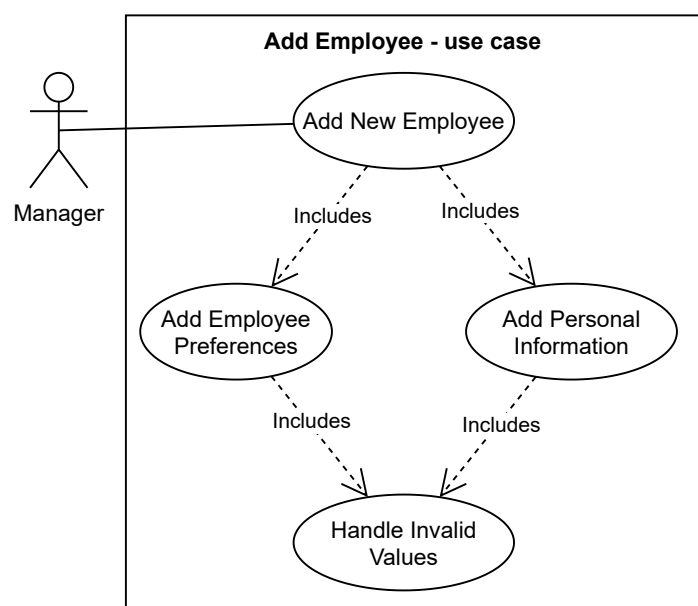 Add Employee - use case
Add New Employee
Manager
Includes
Includes
Add Employee
Preferences
Add Personal
Information
Includes
Includes
Handle Invalid
Values